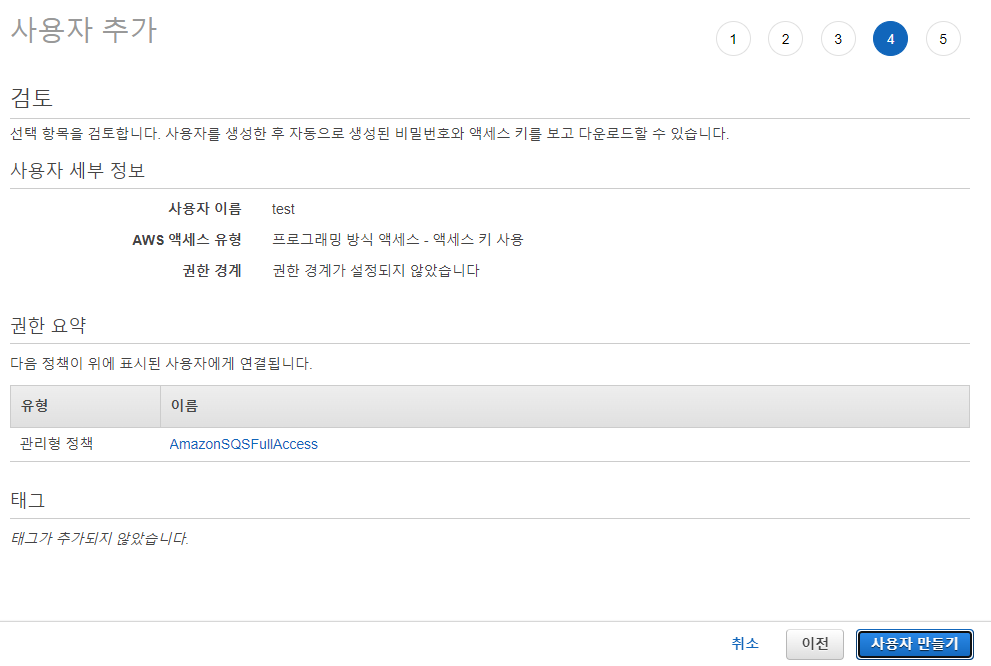 사용자 추가
1 2 3 4 5
검토
선택 항목을 검토합니다. 사용자를 생성한 후 자동으로 생성된 비밀번호와 액세스 키를 보고 다운로드할 수 있습니다.
사용자 세부 정보
사용자 이름 test
AWS 액세스 유형 프로그래밍 방식 액세스 - 액세스 키 사용
권한 경계 권한 경계가 설정되지 않았습니다
권한 요약
다음 정책이 위에 표시된 사용자에게 연결됩니다.
유형 이름
관리형 정책 AmazonSQSFullAccess
태그
태그가 추가되지 않았습니다.
취소 이전 사용자 만들기